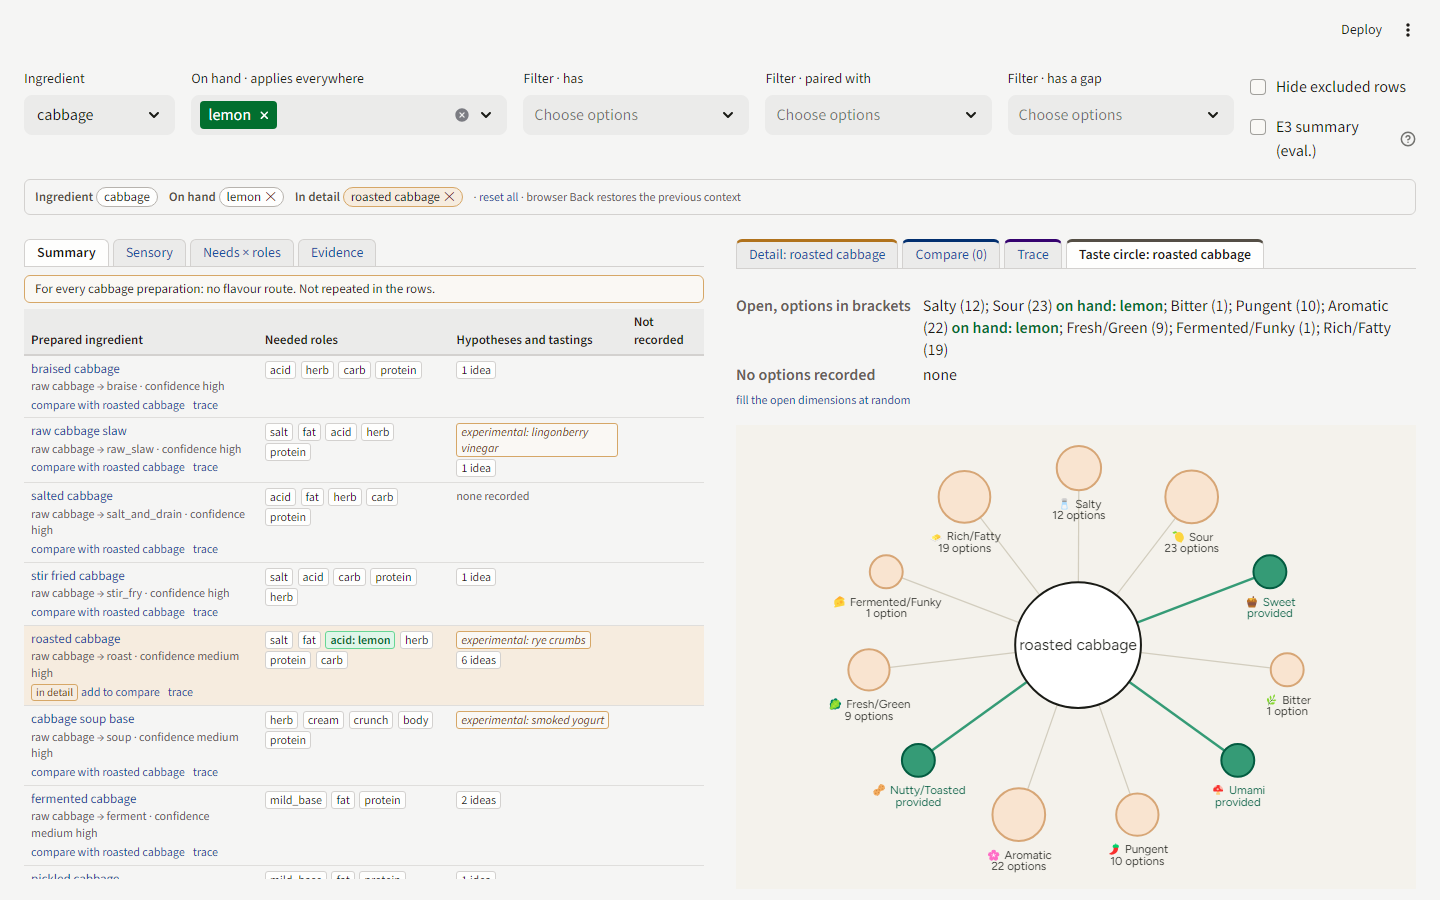 Deploy
Ingredient
On hand · applies everywhere
Filter · has
Filter · paired with
Filter · has a gap
Hide excluded rows
cabbage
lemon
Choose options
Choose options
Choose options
E3 summary
(eval.)
Ingredient cabbage On hand lemon In detail roasted cabbage · reset all · browser Back restores the previous context
Summary
Sensory
Needs × roles
Evidence
For every cabbage preparation: no flavour route. Not repeated in the rows.
Prepared ingredient
Needed roles
Hypotheses and tastings
Not
recorded
braised cabbage
raw cabbage → braise · confidence high
compare with roasted cabbage trace
acid herb carb protein
1 idea
raw cabbage slaw
raw cabbage → raw_slaw · confidence high
compare with roasted cabbage trace
salt fat acid herb
protein
experimental: lingonberry
vinegar
1 idea
salted cabbage
raw cabbage → salt_and_drain · confidence
high
compare with roasted cabbage trace
acid fat herb carb
protein
none recorded
stir fried cabbage
raw cabbage → stir_fry · confidence high
compare with roasted cabbage trace
salt acid carb protein
herb
1 idea
roasted cabbage
raw cabbage → roast · confidence medium
high
in detail add to compare trace
salt fat acid: lemon herb
protein carb
experimental: rye crumbs
6 ideas
cabbage soup base
raw cabbage → soup · confidence medium
high
compare with roasted cabbage trace
herb cream crunch body
protein
experimental: smoked yogurt
fermented cabbage
raw cabbage → ferment · confidence
medium high
compare with roasted cabbage trace
mild_base fat protein
2 ideas
pickled cabbage
mild_base fat protein
1 idea
Detail: roasted cabbage
Compare (0)
Trace
Taste circle: roasted cabbage
Open, options in brackets
Salty (12); Sour (23) on hand: lemon; Bitter (1); Pungent (10); Aromatic
(22) on hand: lemon; Fresh/Green (9); Fermented/Funky (1); Rich/Fatty
(19)
No options recorded
none
fill the open dimensions at random
roasted cabbage
Salty
12 options
Sour
23 options
Sweet
provided
Bitter
1 option
Umami
provided
Pungent
10 options
Aromatic
22 options
Nutty/Toasted
provided
Fresh/Green
9 options
Fermented/Funky
1 option
Rich/Fatty
19 options